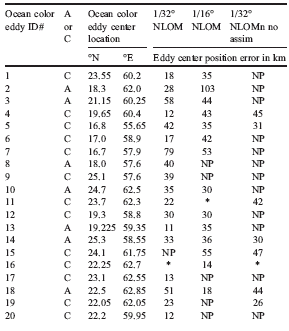 Ocean color A Ocean color 1/32° 1/16° 1/32°
eddy ID# or eddy center NLOM NLOM NLOMn no
C location assim
°N °E Eddy center position error in km
1 C 23.55 60.2 18 35 NP
2 A 18.3 62.0 28 103 NP
3 A 21.15 60.25 58 44 NP
4 C 19.65 60.4 12 43 45
5 C 16.8 55.65 42 35 31
6 C 17.0 58.9 17 42 NP
7 C 16.7 57.9 79 53 NP
8 A 18.0 57.6 40 NP NP
9 C 25.1 57.6 39 NP NP
10 A 24.7 62.5 35 30 NP
11 C 23.7 62.3 22 * 42
12 C 19.3 58.8 30 30 NP
13 A 19.225 59.35 11 35 NP
14 A 25.3 58.55 33 36 30
15 C 24.1 61.75 NP 55 47
16 C 22.25 62.7 * 14 *
17 C 23.1 62.55 13 NP NP
18 A 22.5 62.85 51 18 44
19 C 22.05 62.05 23 NP 26
20 C 22.2 59.95 12 NP NP